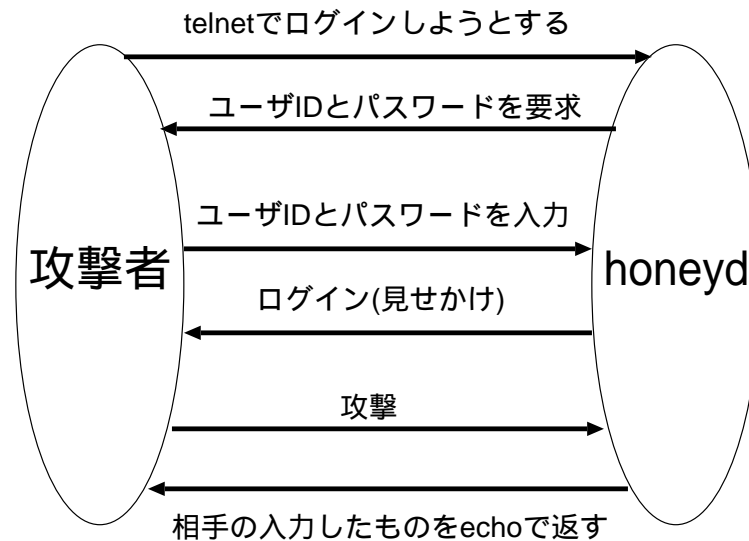 telnetでログインしようとする
ユーザIDとパスワードを要求
ユーザIDとパスワードを入力
攻撃者
honeyd
ログイン(見せかけ)
攻撃
相手の入力したものをechoで返す